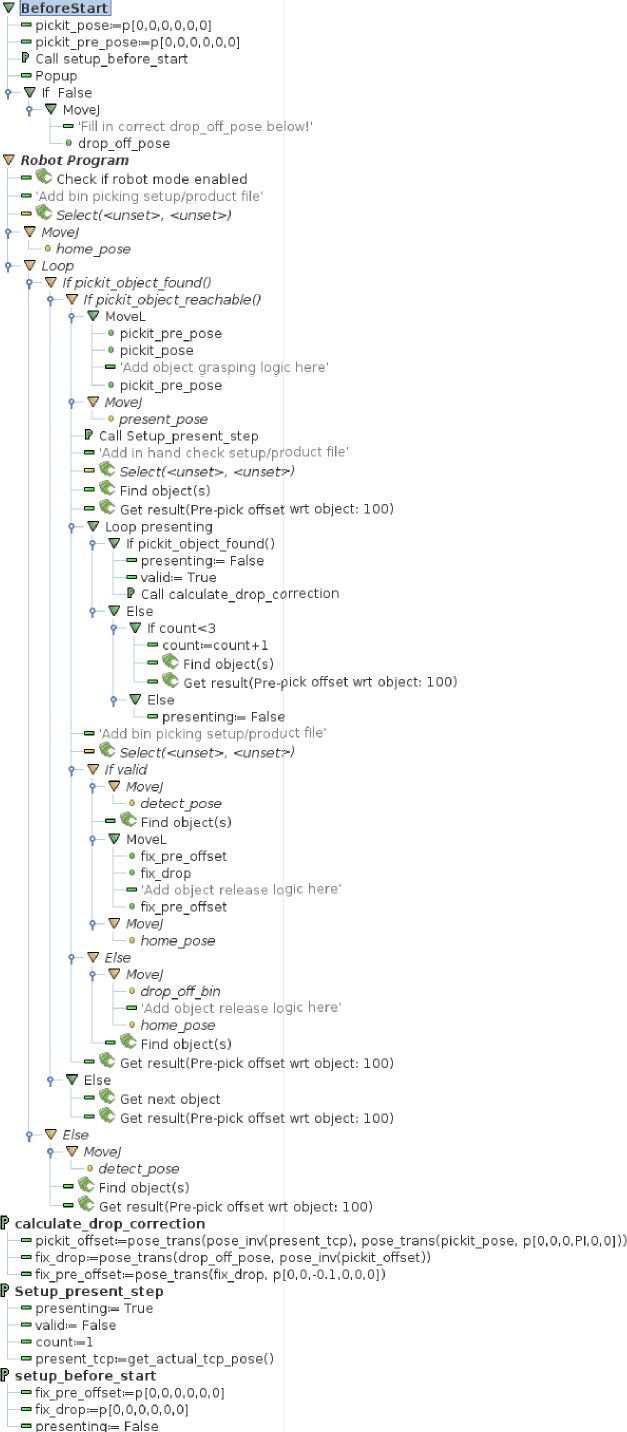 BeforeStart
pickit_pose:=p[0,0,0,0,0,0]
pickit_pre_pose:=p[0,0,0,0,0,0]
Call setup_before_start
Popup
If False
MoveJ
'Fill in correct drop_off_pose below!'
drop_off_pose
Robot Program
Check if robot mode enabled
'Add bin picking setup/product file'
Select(<unset>, <unset>)
MoveJ
home_pose
Loop
If pickit_object_found()
If pickit_object_reachable()
MoveL
pickit_pre_pose
pickit_pose
'Add object grasping logic here'
pickit_pre_pose
MoveJ
present_pose
Call Setup_present_step
'Add in hand check setup/product file'
Select(<unset>, <unset>)
Find object(s)
Get result(Pre-pick offset wrt object: 100)
Loop presenting
If pickit_object_found()
presenting:= False
valid:= True
Call calculate_drop_correction
Else
If count<3
count:=count+1
Find object(s)
Get result(Pre-pick offset wrt object: 100)
Else
presenting:= False
'Add bin picking setup/product file'
Select(<unset>, <unset>)
If valid
MoveJ
detect_pose
Find object(s)
MoveL
fix_pre_offset
fix_drop
'Add object release logic here'
fix_pre_offset
MoveJ
home_pose
Else
MoveJ
drop_off_bin
'Add object release logic here'
home_pose
Find object(s)
Get result(Pre-pick offset wrt object: 100)
Else
Get next object
Get result(Pre-pick offset wrt object: 100)
Else
MoveJ
detect_pose
Find object(s)
Get result(Pre-pick offset wrt object: 100)
calculate_drop_correction
pickit_offset:=pose_trans(pose_inv(present_tcp), pose_trans(pickit_pose, p[0,0,0,PI,0,0]))
fix_drop:=pose_trans(drop_off_pose, pose_inv(pickit_offset))
fix_pre_offset:=pose_trans(fix_drop, p[0,0,-0.1,0,0,0])
Setup_present_step
presenting:= True
valid:= False
count:=1
present_tcp:=get_actual_tcp_pose()
setup_before_start
fix_pre_offset:=p[0,0,0,0,0,0]
fix_drop:=p[0,0,0,0,0,0]
presenting:= False